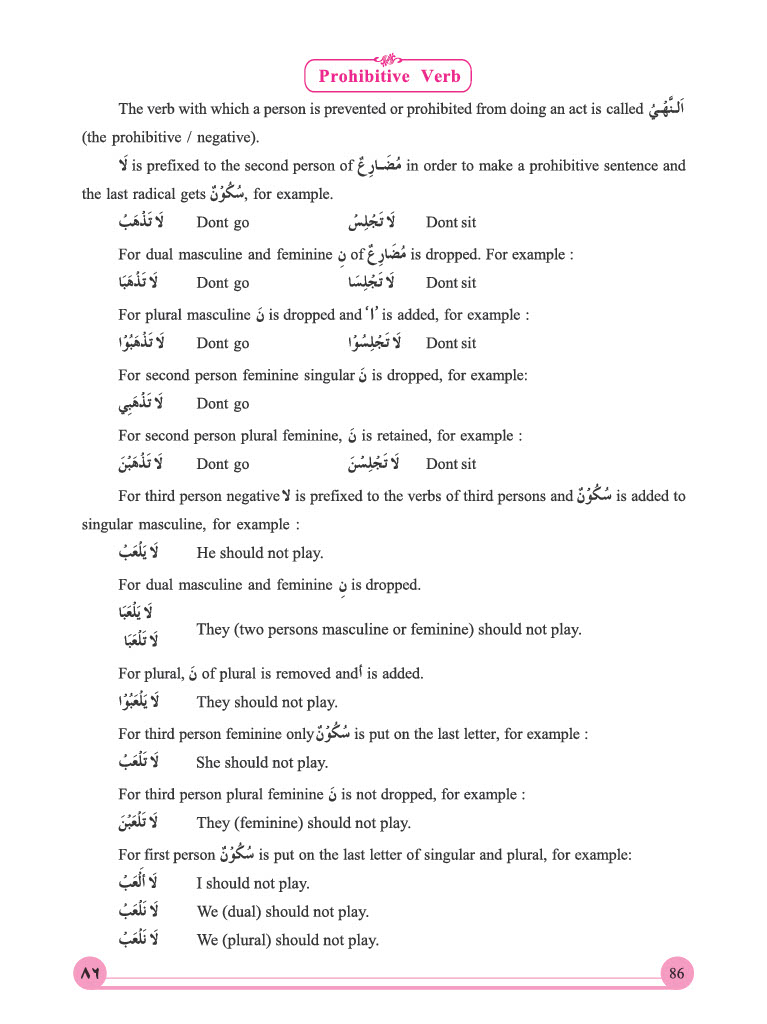 Prohibitive Verb
The verb with which a person is prevented or prohibited from doing an act is called اَلنَّهْيُ
(the prohibitive / negative).
لَا is prefixed to the second person of مُضَارِعٌ in order to make a prohibitive sentence and
the last radical gets سُكُوْنٌ, for example.
لَا تَذْهَبْ Dont go لَا تَجْلِسْ Dont sit
For dual masculine and feminine نِ of مُضَارِعٌ is dropped. For example :
لَا تَذْهَبَا Dont go لَا تَجْلِسَا Dont sit
For plural masculine نَ is dropped and ‘ا’ is added, for example :
لَا تَذْهَبُوْا Dont go لَا تَجْلِسُوْا Dont sit
For second person feminine singular نَ is dropped, for example:
لَا تَذْهَبِي Dont go
For second person plural feminine, نَ is retained, for example :
لَا تَذْهَبْنَ Dont go لَا تَجْلِسْنَ Dont sit
For third person negative لا is prefixed to the verbs of third persons and سُكُوْنٌ is added to
singular masculine, for example :
لَا يَلْعَبْ He should not play.
For dual masculine and feminine نِ is dropped.
لَا يَلْعَبَا
لَا تَلْعَبَا They (two persons masculine or feminine) should not play.
For plural, نَ of plural is removed and أ is added.
لَا يَلْعَبُوْا They should not play.
For third person feminine only سُكُوْنٌ is put on the last letter, for example :
لَا تَلْعَبْ She should not play.
For third person plural feminine نَ is not dropped, for example :
لَا تَلْعَبْنَ They (feminine) should not play.
For first person سُكُوْنٌ is put on the last letter of singular and plural, for example:
لَا أَلْعَبْ I should not play.
لَا نَلْعَبْ We (dual) should not play.
لَا نَلْعَبْ We (plural) should not play.
٨٦ 86